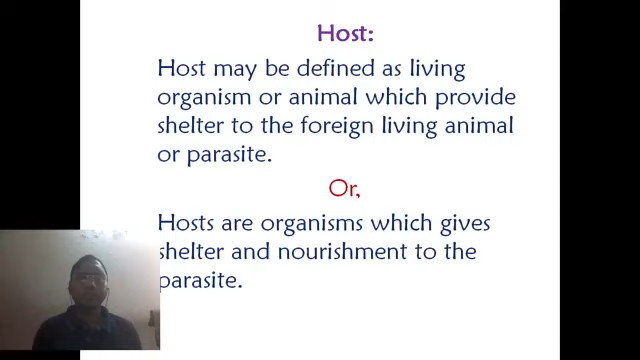 Host:
Host may be defined as living
organism or animal which provide
shelter to the foreign living animal
or parasite.
Or,
Hosts are organisms which gives
shelter and nourishment to the
parasite.